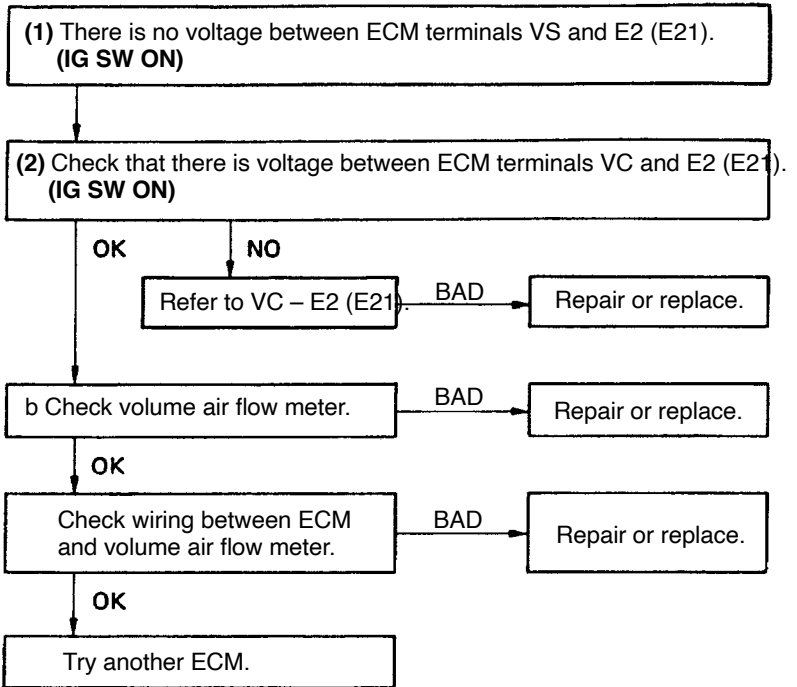 (1) There is no voltage between ECM terminals VS and E2 (E21).
(IG SW ON)
(2) Check that there is voltage between ECM terminals VC and E2 (E21).
(IG SW ON)
OK
NO
Refer to VC – E2 (E21).
BAD
Repair or replace.
b Check volume air flow meter.
BAD
Repair or replace.
OK
Check wiring between ECM
and volume air flow meter.
BAD
Repair or replace.
OK
Try another ECM.